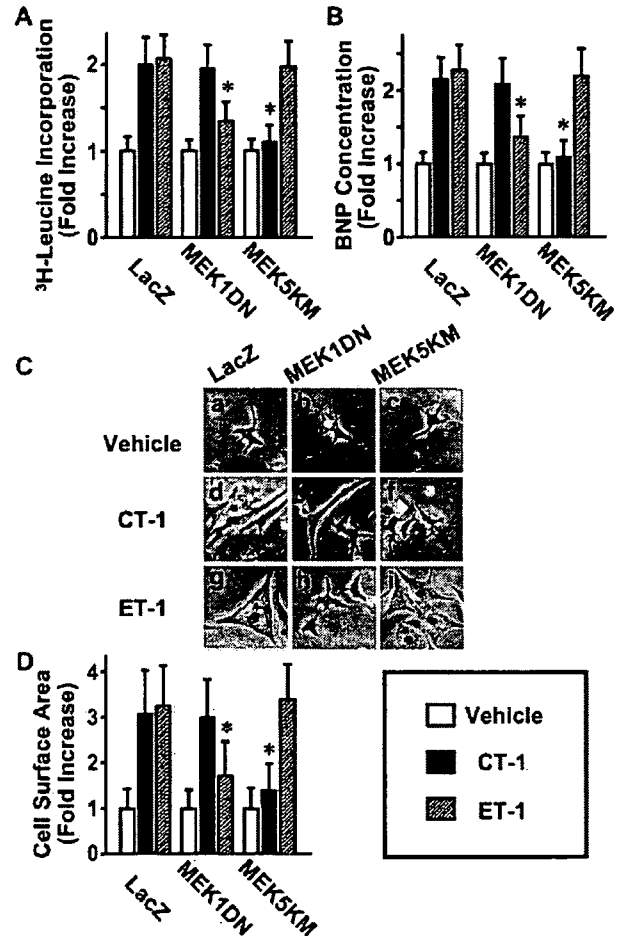 A
³H-Leucine Incorporation
(Fold Increase)
2
1
0
*
*
LacZ
MEK1DN
MEK5KM
B
BNP Concentration
(Fold Increase)
2
1
0
*
*
LacZ
MEK1DN
MEK5KM
C
LacZ
MEK1DN
MEK5KM
Vehicle
a
b
c
CT-1
d
f
ET-1
g
h
i
D
Cell Surface Area
(Fold Increase)
4
3
2
1
0
*
*
LacZ
MEK1DN
MEK5KM
Vehicle
CT-1
ET-1